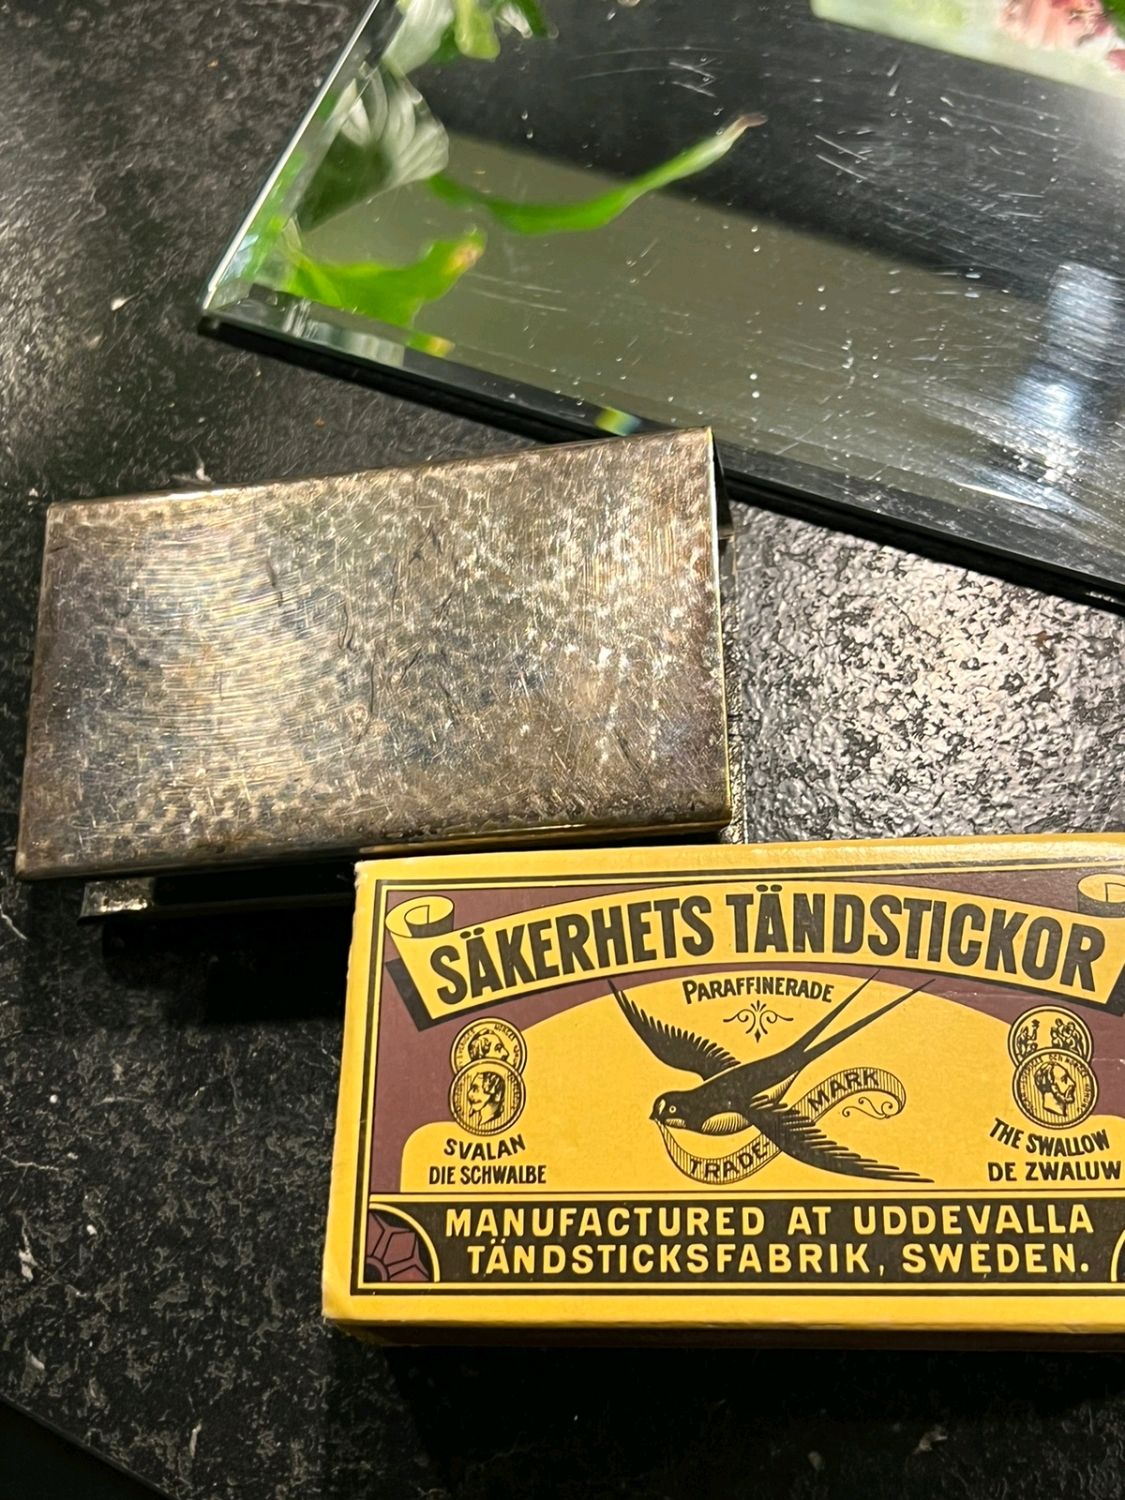 SÄKERHETS TÄNDSTICKOR
PARAFFINERADE
TRADE-MARK
SVALAN
DIE SCHWALBE
THE SWALLOW
DE ZWALUW
MANUFACTURED AT UDDEVALLA
TÄNDSTICKSFABRIK, SWEDEN.